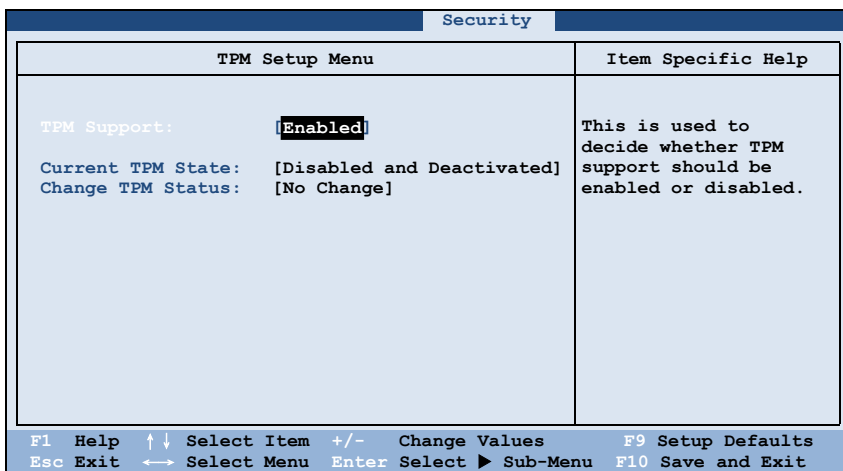 Security
TPM Setup Menu
Item Specific Help
TPM Support: [Enabled]
Current TPM State: [Disabled and Deactivated]
Change TPM Status: [No Change]
This is used to
decide whether TPM
support should be
enabled or disabled.
F1 Help ↑↓ Select Item +/- Change Values F9 Setup Defaults
Esc Exit ←→ Select Menu Enter Select ▶ Sub-Menu F10 Save and Exit